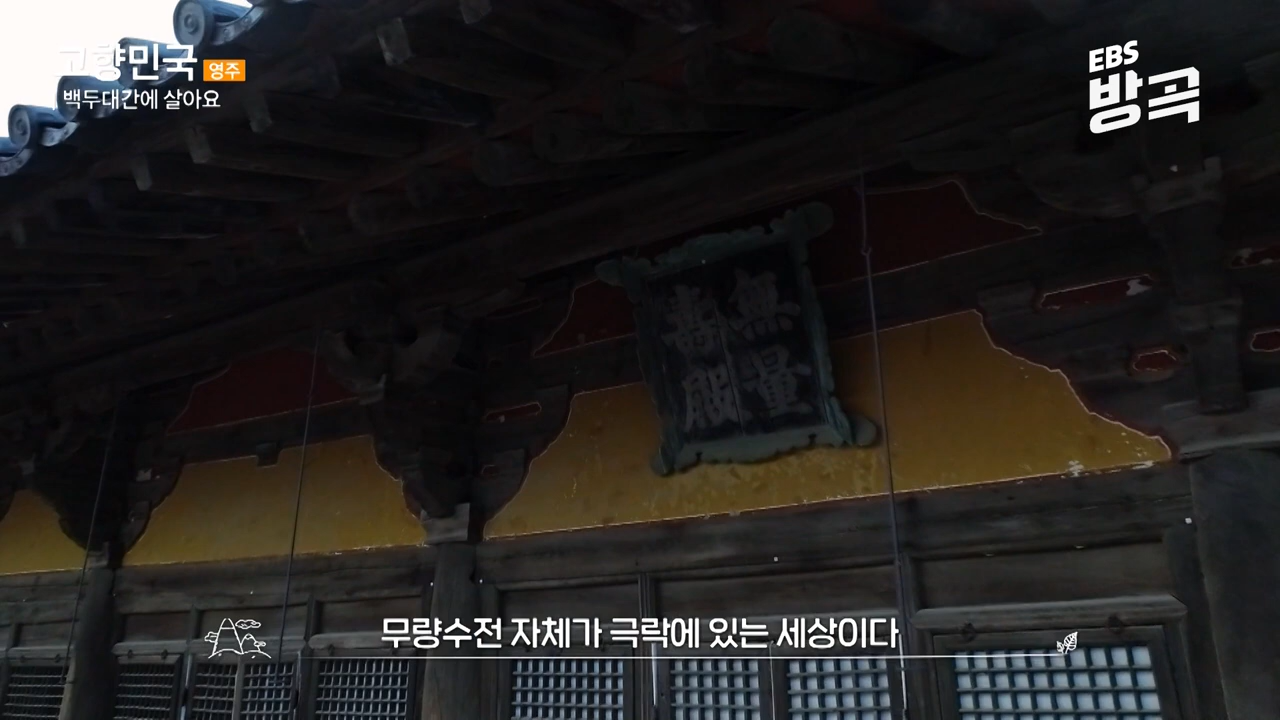 고향민국 영주
백두대간에 살아요
EBS
방곡
無量
壽殿
무량수전 자체가 극락에 있는 세상이다